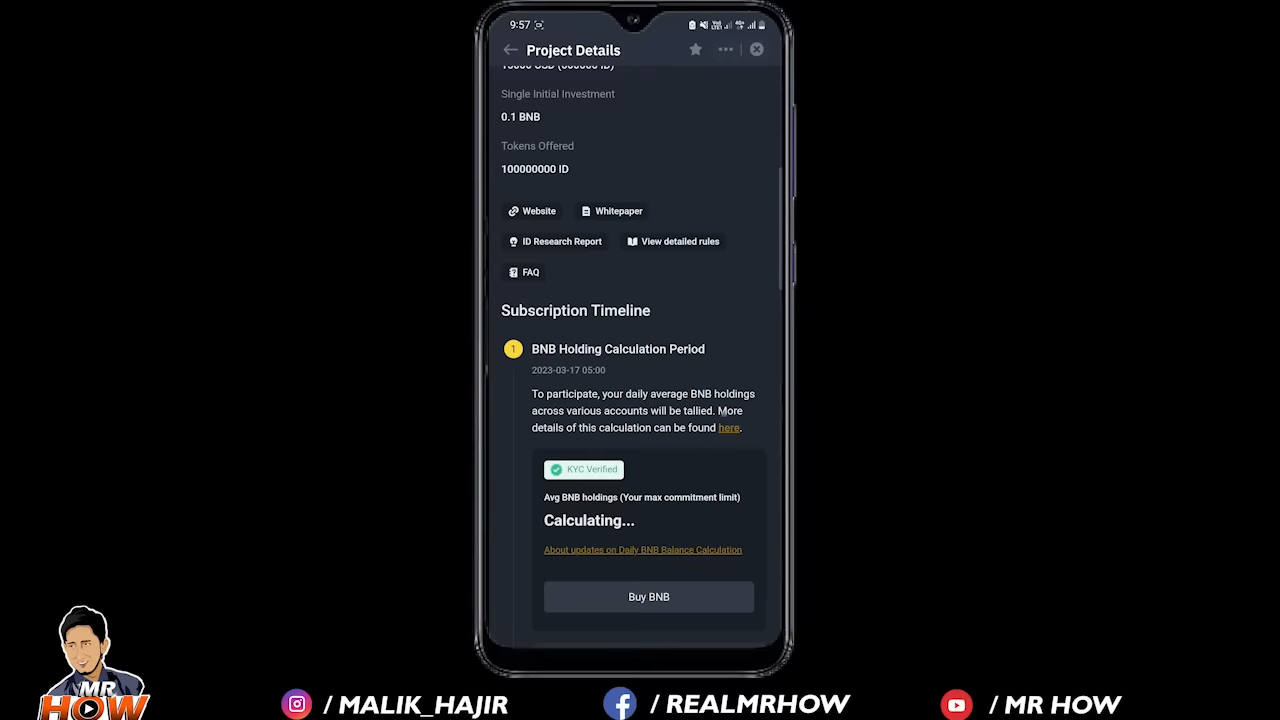 9:57
Project Details
Single Initial Investment
0.1 BNB
Tokens Offered
100000000 ID
Website
Whitepaper
ID Research Report
View detailed rules
FAQ
Subscription Timeline
1
BNB Holding Calculation Period
2023-03-17 05:00
To participate, your daily average BNB holdings
across various accounts will be tallied. More
details of this calculation can be found here.
KYC Verified
Avg BNB holdings (Your max commitment limit)
Calculating...
About updates on Daily BNB Balance Calculation
Buy BNB
MR
HOW
/ MALIK_HAJIR
/ REALMRHOW
/ MR HOW